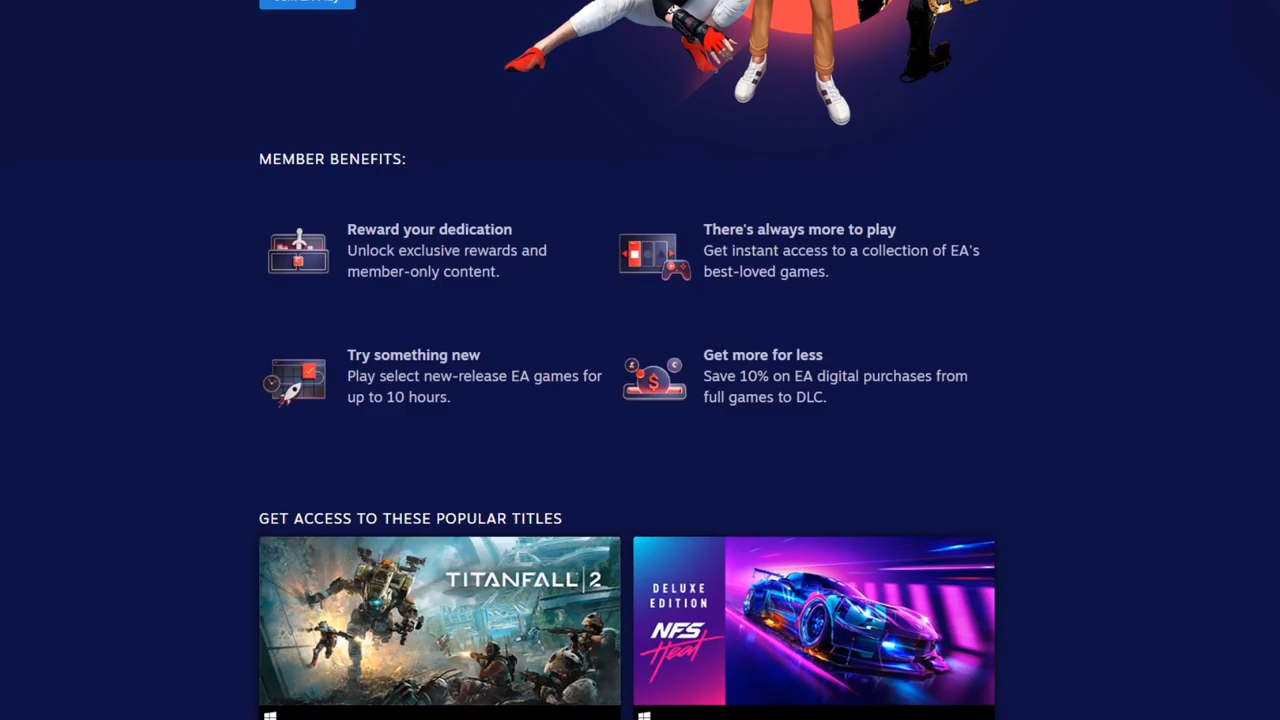 MEMBER BENEFITS:
Reward your dedication
Unlock exclusive rewards and
member-only content.
There's always more to play
Get instant access to a collection of EA's
best-loved games.
Try something new
Play select new-release EA games for
up to 10 hours.
Get more for less
Save 10% on EA digital purchases from
full games to DLC.
GET ACCESS TO THESE POPULAR TITLES
TITANFALL 2
DELUXE
EDITION
NFS
Heat